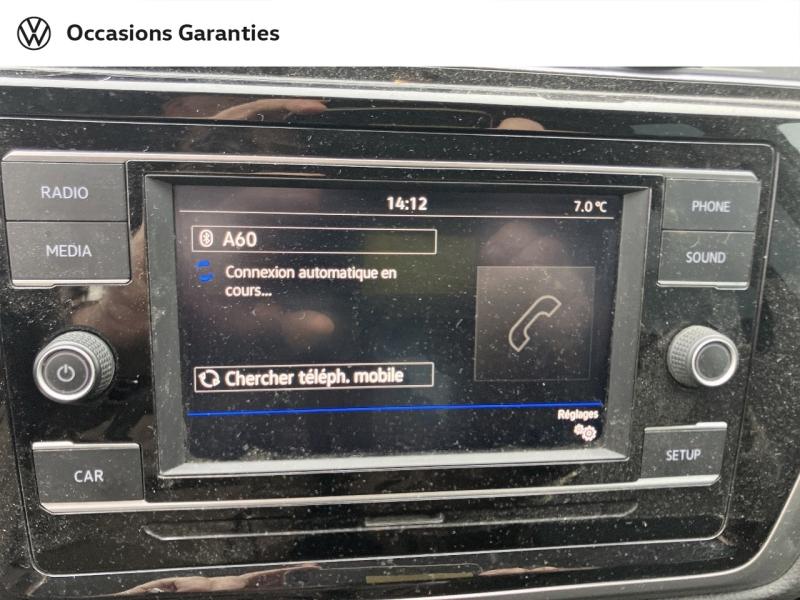 Occasions Garanties
RADIO
MEDIA
CAR
14:12
7.0 °C
A60
Connexion automatique en
cours...
Chercher téléph. mobile
Réglages
PHONE
SOUND
SETUP